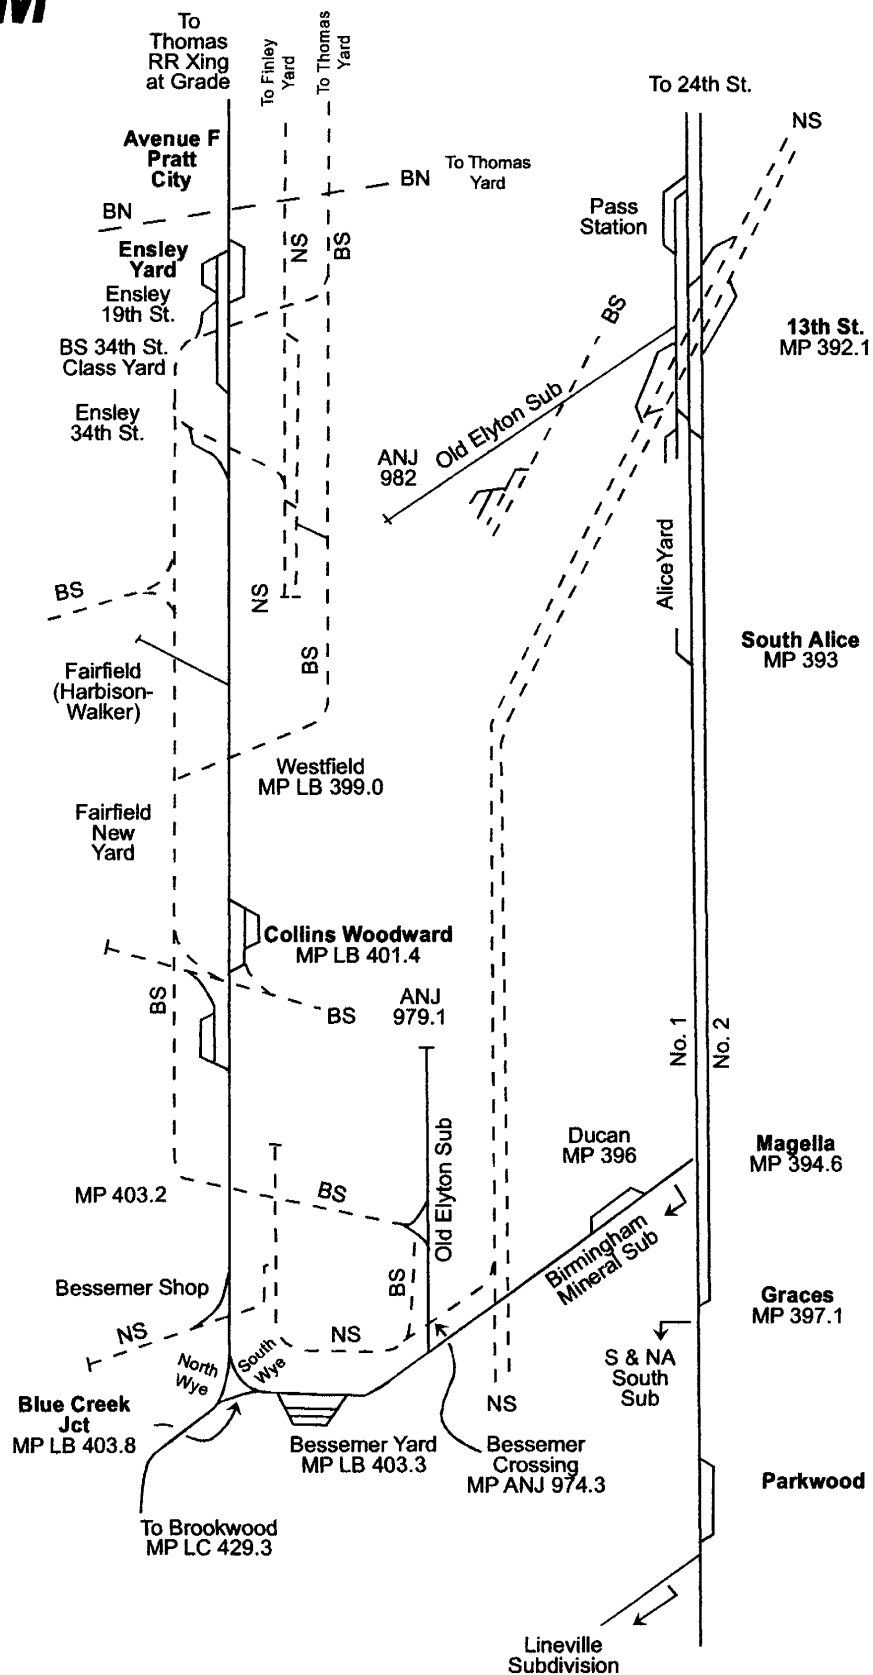 M
To
Thomas
RR Xing
at Grade
To Finley
Yard
To Thomas
Yard
To 24th St.
NS
Avenue F
Pratt
City
BN
BN
To Thomas
Yard
Pass
Station
Ensley
Yard
NS
BS
Ensley
19th St.
BS
13th St.
MP 392.1
BS 34th St.
Class Yard
Ensley
34th St.
Old Elyton Sub
ANJ
982
Alice Yard
BS
NS
BS
South Alice
MP 393
Fairfield
(Harbison-
Walker)
Westfield
MP LB 399.0
Fairfield
New
Yard
Collins Woodward
MP LB 401.4
BS
BS
ANJ
979.1
No. 1
No. 2
Ducan
MP 396
Magella
MP 394.6
MP 403.2
BS
Old Elyton Sub
Birmingham
Mineral Sub
Bessemer Shop
BS
Graces
MP 397.1
NS
NS
North
Wye
South
Wye
S & NA
South
Sub
NS
Blue Creek
Jct
MP LB 403.8
Bessemer Yard
MP LB 403.3
Bessemer
Crossing
MP ANJ 974.3
Parkwood
To Brookwood
MP LC 429.3
Lineville
Subdivision